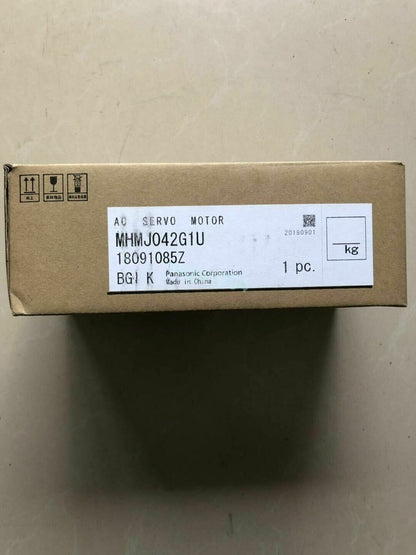 AC SERVO MOTOR
20180901
MHMJ042G1U
kg
18091085Z
BGI K
Panasonic Corporation
Made in China
1 pc.